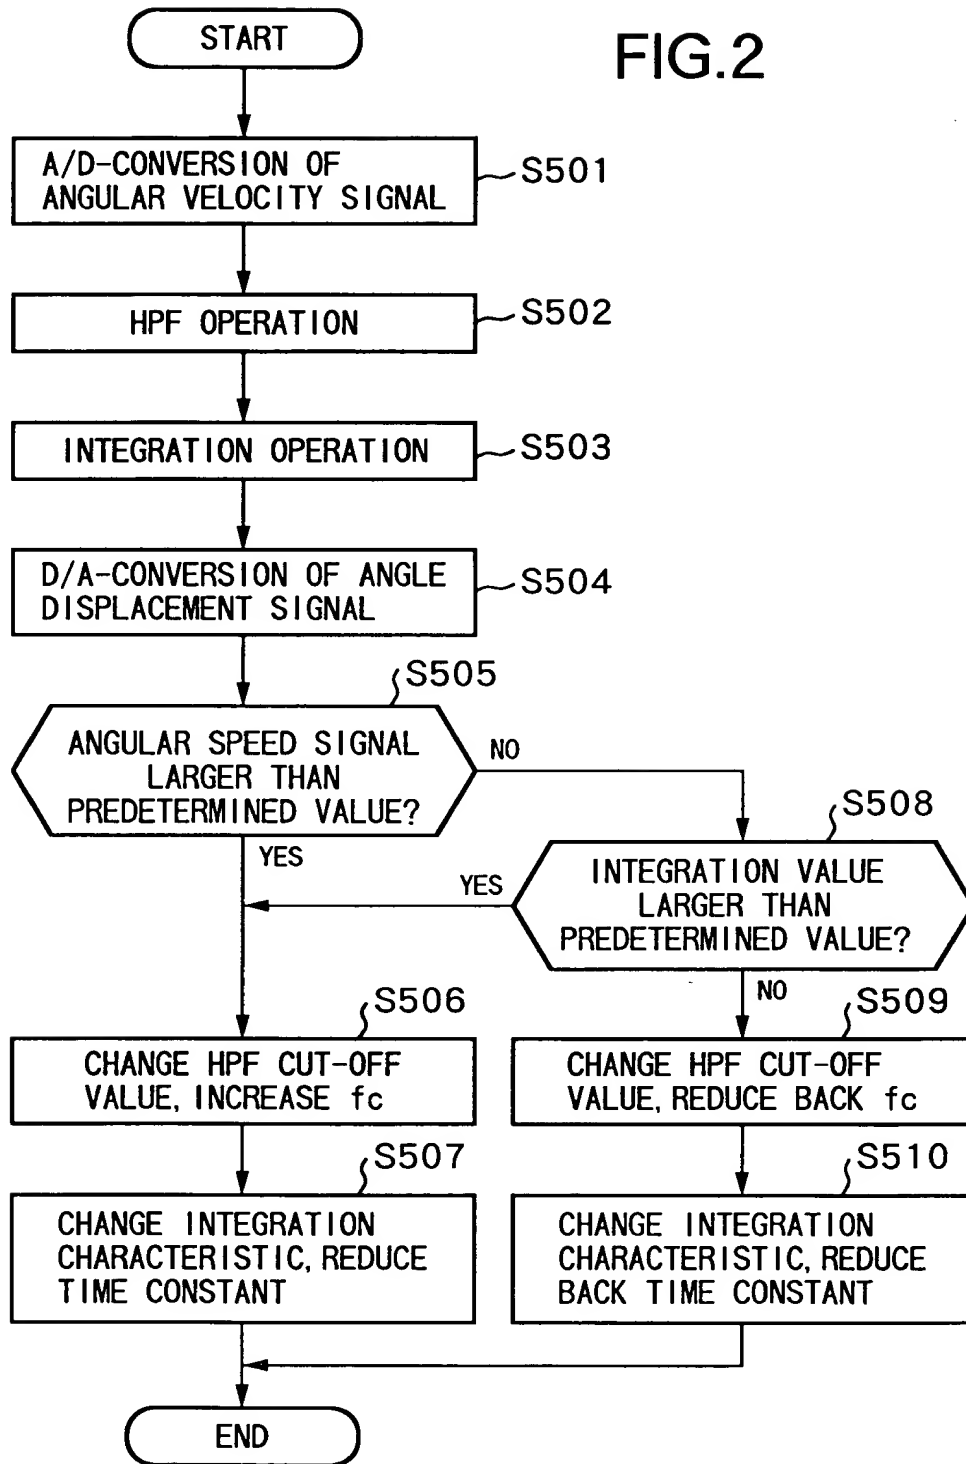 FIG.2
START
A/D-CONVERSION OF
ANGULAR VELOCITY SIGNAL
S501
HPF OPERATION
S502
INTEGRATION OPERATION
S503
D/A-CONVERSION OF ANGLE
DISPLACEMENT SIGNAL
S504
S505
ANGULAR SPEED SIGNAL
LARGER THAN
PREDETERMINED VALUE?
NO
YES
S508
INTEGRATION VALUE
LARGER THAN
PREDETERMINED VALUE?
YES
NO
S506
CHANGE HPF CUT-OFF
VALUE, INCREASE fc
S509
CHANGE HPF CUT-OFF
VALUE, REDUCE BACK fc
S507
CHANGE INTEGRATION
CHARACTERISTIC, REDUCE
TIME CONSTANT
S510
CHANGE INTEGRATION
CHARACTERISTIC, REDUCE
BACK TIME CONSTANT
END